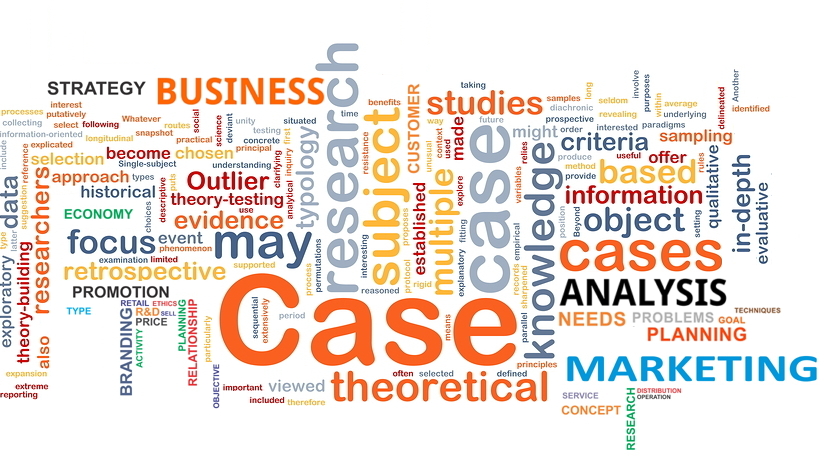 STRATEGY
BUSINESS
research
taking
CUSTOMER
benefits
studies
samples
long
seldom
involve
purposes
Another
delineated
identified
processes
interest
putatively
collecting
select
following
Whatever
routes
social
science
deviant
unity
situated
time
information-oriented
longitudinal
snapshot
practical
testing
concrete
first
explicated
include
reference
suggestion
selection
become
chosen
principal
Single-subject
understanding
clarifying
inquiry
analytical
typology
resistance
subject
way
context
used
made
unusual
future
case
might
prospective
diachronic
order
revealing
within
average
underlying
interested
paradigms
criteria
sampling
relies
variables
produce
method
provide
useful
offer
rules
based
qualitative
in-depth
evaluative
data
researchers
approach
types
historical
descriptive
puts
choices
Outlier
theory-testing
use
evidence
ECONOMY
focus
event
phenomenon
may
examination
limited
retrospective
supported
permutations
process
interesting
reasoned
proposes
protocol
established
rigid
multiple
explore
fitting
explanatory
empirical
records
sharpened
knowledge
information
position
Beyond
object
setting
cases
type
matter
exploratory
theory-building
also
expansion
extreme
reporting
PROMOTION
TYPE
RETAIL
ETHICS
R&D
SELL
PRICE
BRANDING
ACTIVITY
PLANNING
RELATIONSHIP
particularly
OBJECTIVE
Case
sequential
extensively
period
means
parallel
shown
principles
important
viewed
included
therefore
often
selected
defined
theoretical
ANALYSIS
NEEDS
PROBLEMS
GOAL
TECHNIQUES
PLANNING
MARKETING
SERVICE
CONCEPT
RESEARCH
DISTRIBUTION
OPERATION